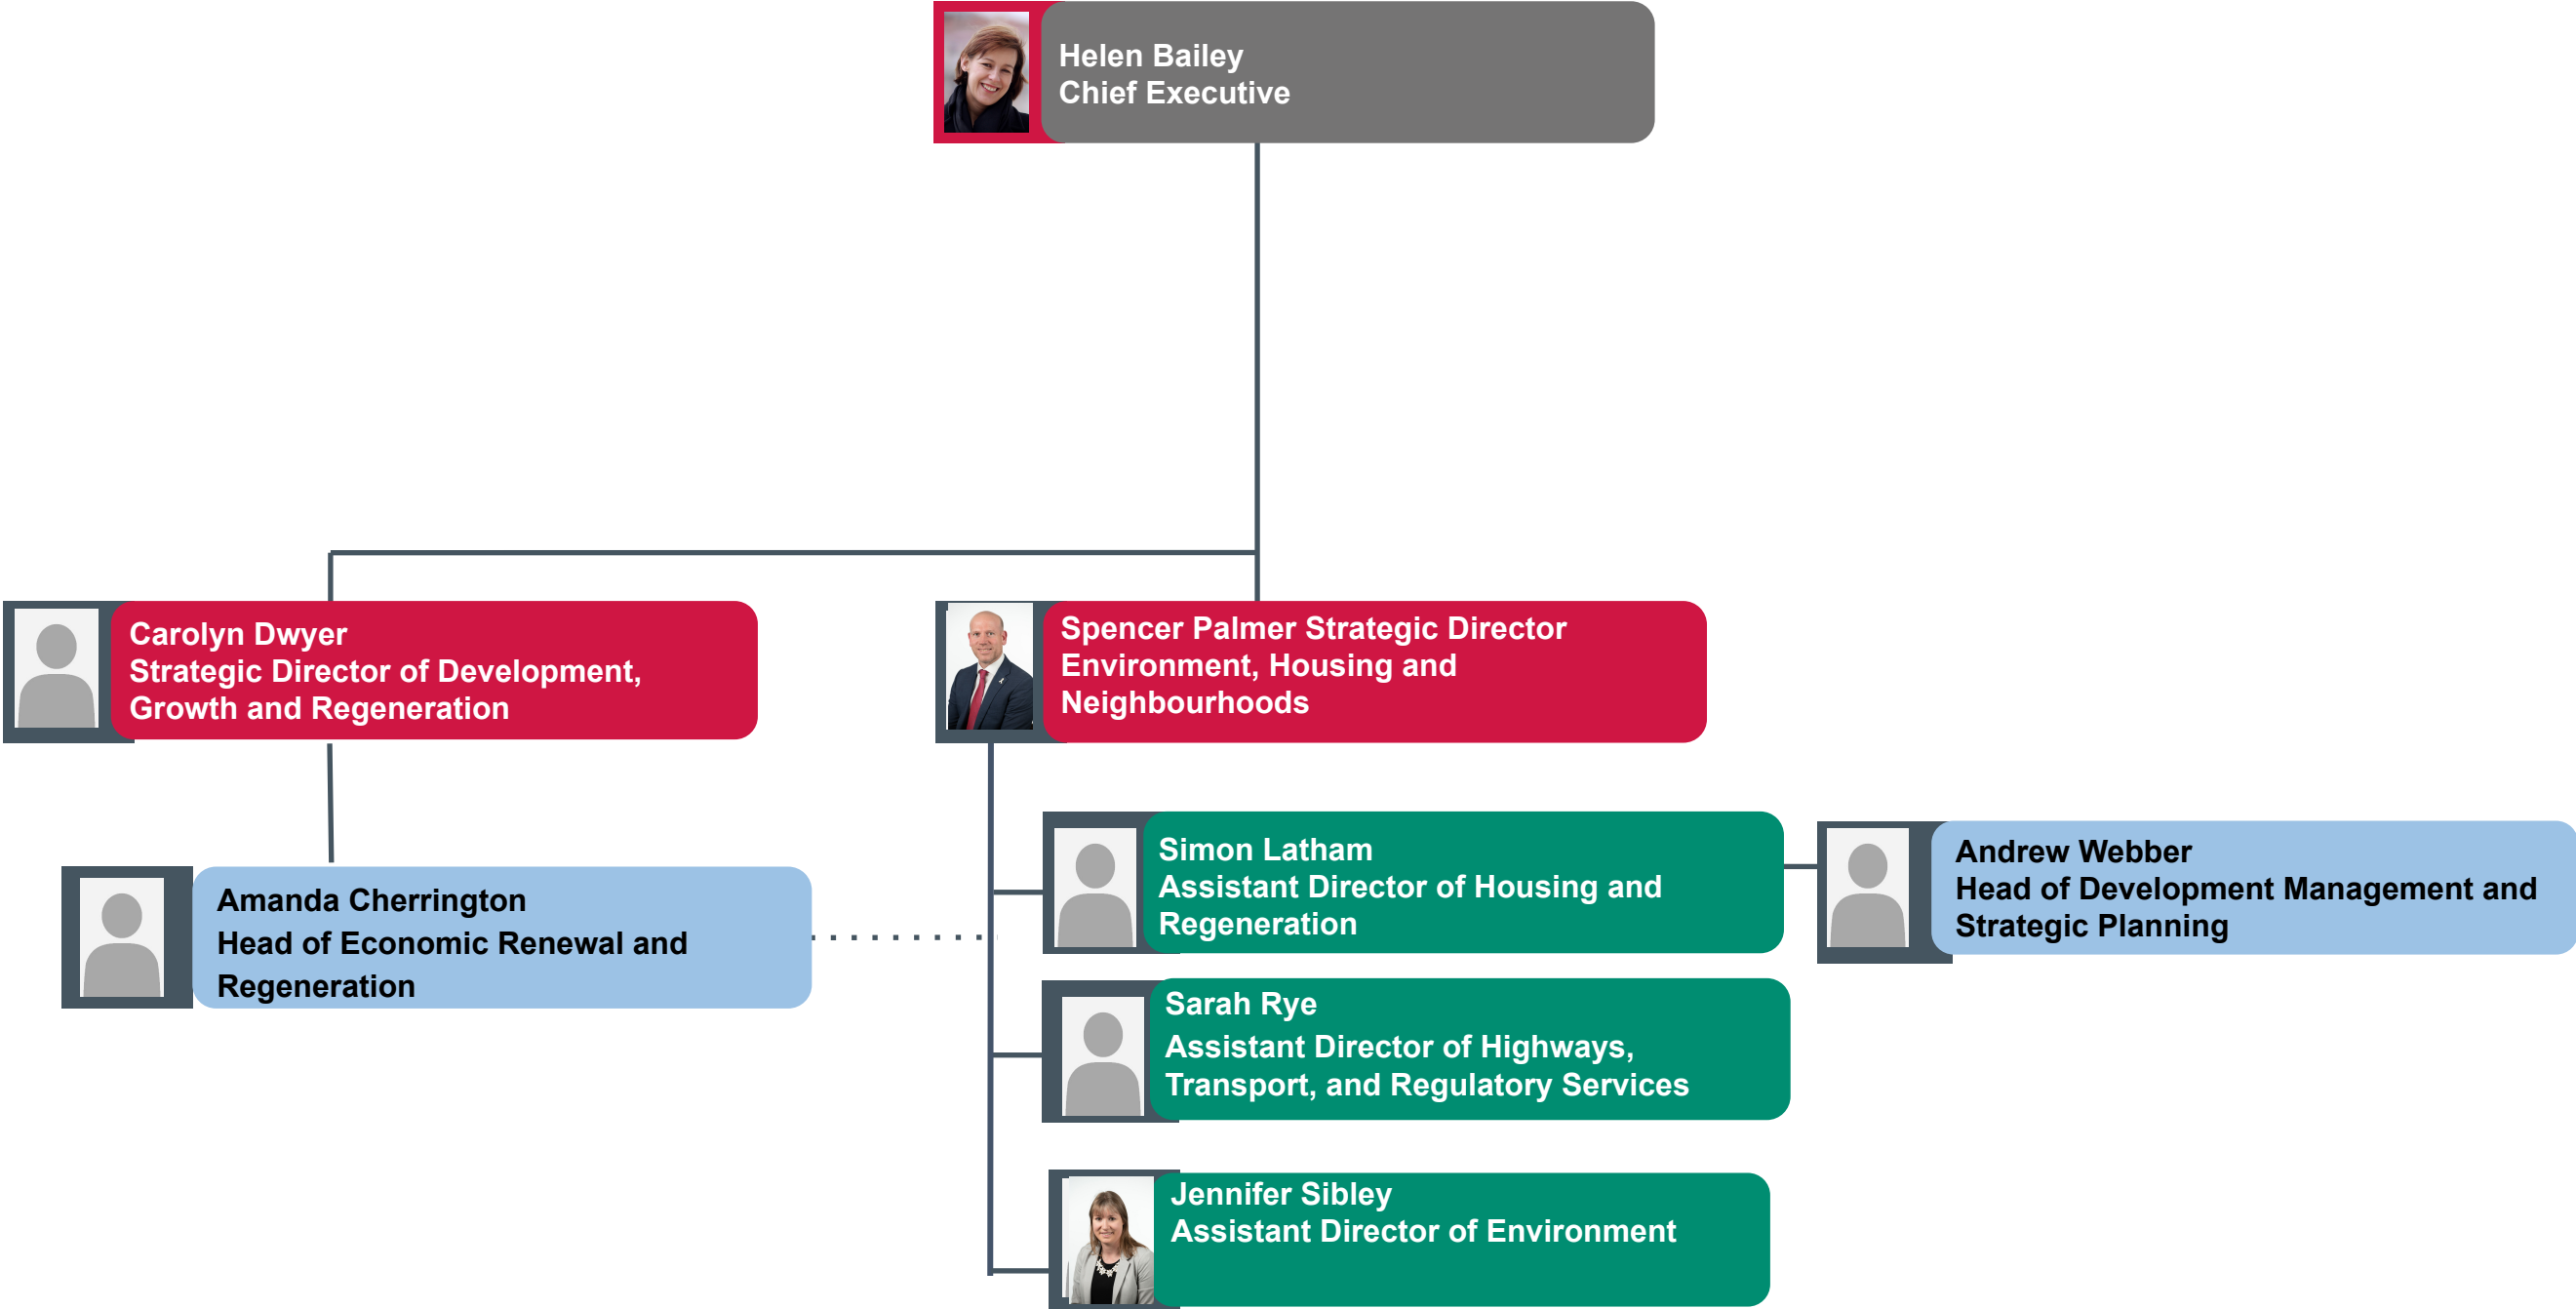 Helen Bailey
Chief Executive
Carolyn Dwyer
Strategic Director of Development,
Growth and Regeneration
Spencer Palmer Strategic Director
Environment, Housing and
Neighbourhoods
Amanda Cherrington
Head of Economic Renewal and
Regeneration
Simon Latham
Assistant Director of Housing and
Regeneration
Andrew Webber
Head of Development Management and
Strategic Planning
Sarah Rye
Assistant Director of Highways,
Transport, and Regulatory Services
Jennifer Sibley
Assistant Director of Environment